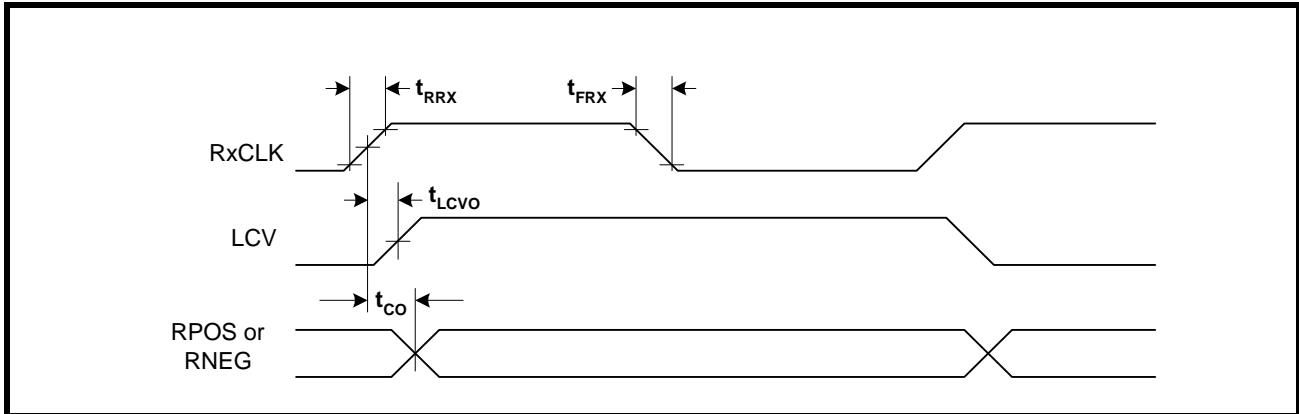 tRRX
tFRX
RxCLK
tLCVO
LCV
tCO
RPOS or
RNEG